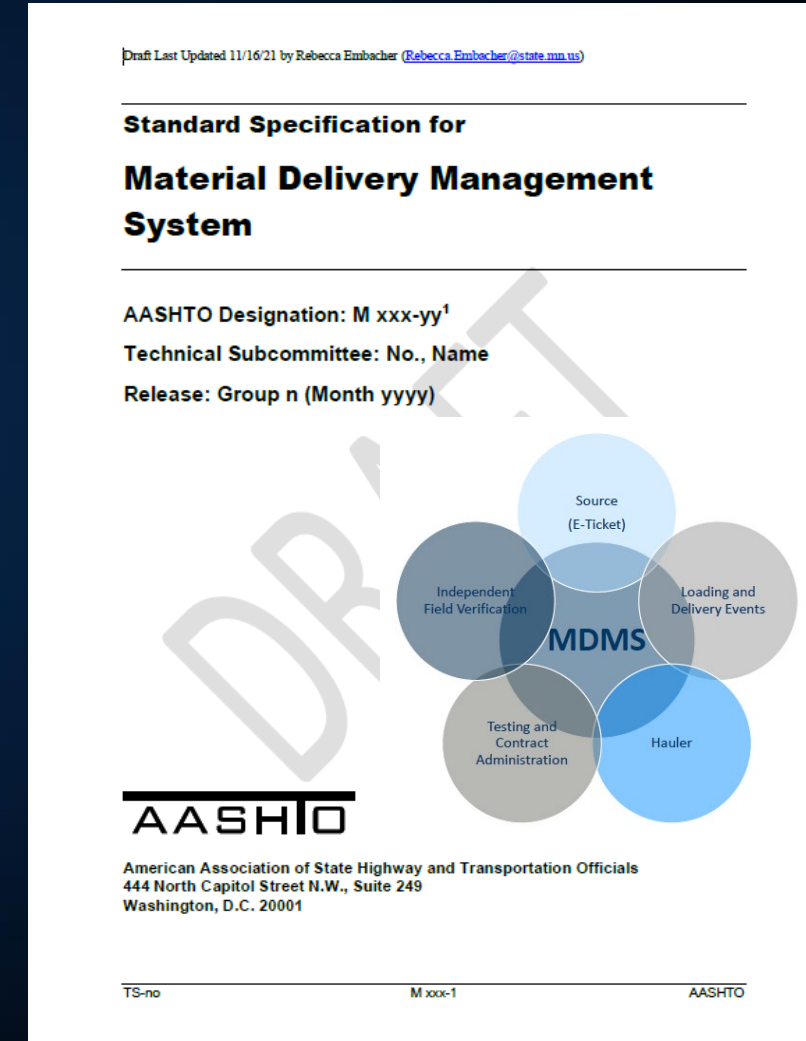 Draft Last Updated 11/16/21 by Rebecca Embacher (Rebecca.Embacher@state.mn.us)
Standard Specification for
Material Delivery Management
System
AASHTO Designation: M xxx-yy¹
Technical Subcommittee: No., Name
Release: Group n (Month yyyy)
DRAFT
Source
(E-Ticket)
Independent
Field Verification
Loading and
Delivery Events
MDMS
Testing and
Contract
Administration
Hauler
AASHTO
American Association of State Highway and Transportation Officials
444 North Capitol Street N.W., Suite 249
Washington, D.C. 20001
TS-no M xxx-1 AASHTO